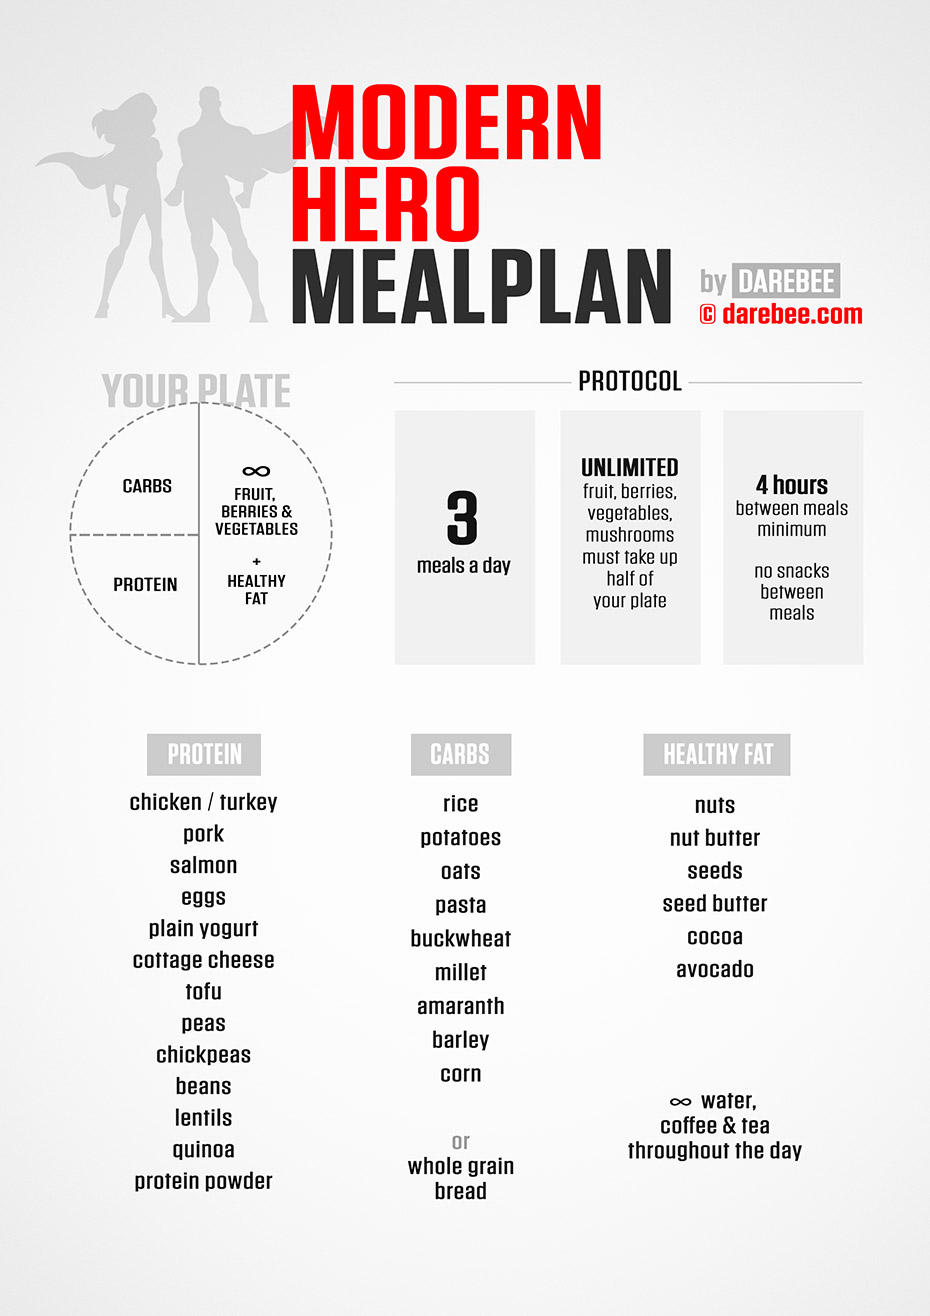 MODERN
HERO
MEALPLAN
by DAREBEE
© darebee.com
YOUR PLATE
CARBS
PROTEIN
∞
FRUIT,
BERRIES &
VEGETABLES
+
HEALTHY
FAT
PROTOCOL
3
meals a day
UNLIMITED
fruit, berries,
vegetables,
mushrooms
must take up
half of
your plate
4 hours
between meals
minimum
no snacks
between
meals
PROTEIN
chicken / turkey
pork
salmon
eggs
plain yogurt
cottage cheese
tofu
peas
chickpeas
beans
lentils
quinoa
protein powder
CARBS
rice
potatoes
oats
pasta
buckwheat
millet
amaranth
barley
corn
or
whole grain
bread
HEALTHY FAT
nuts
nut butter
seeds
seed butter
cocoa
avocado
∞ water,
coffee & tea
throughout the day